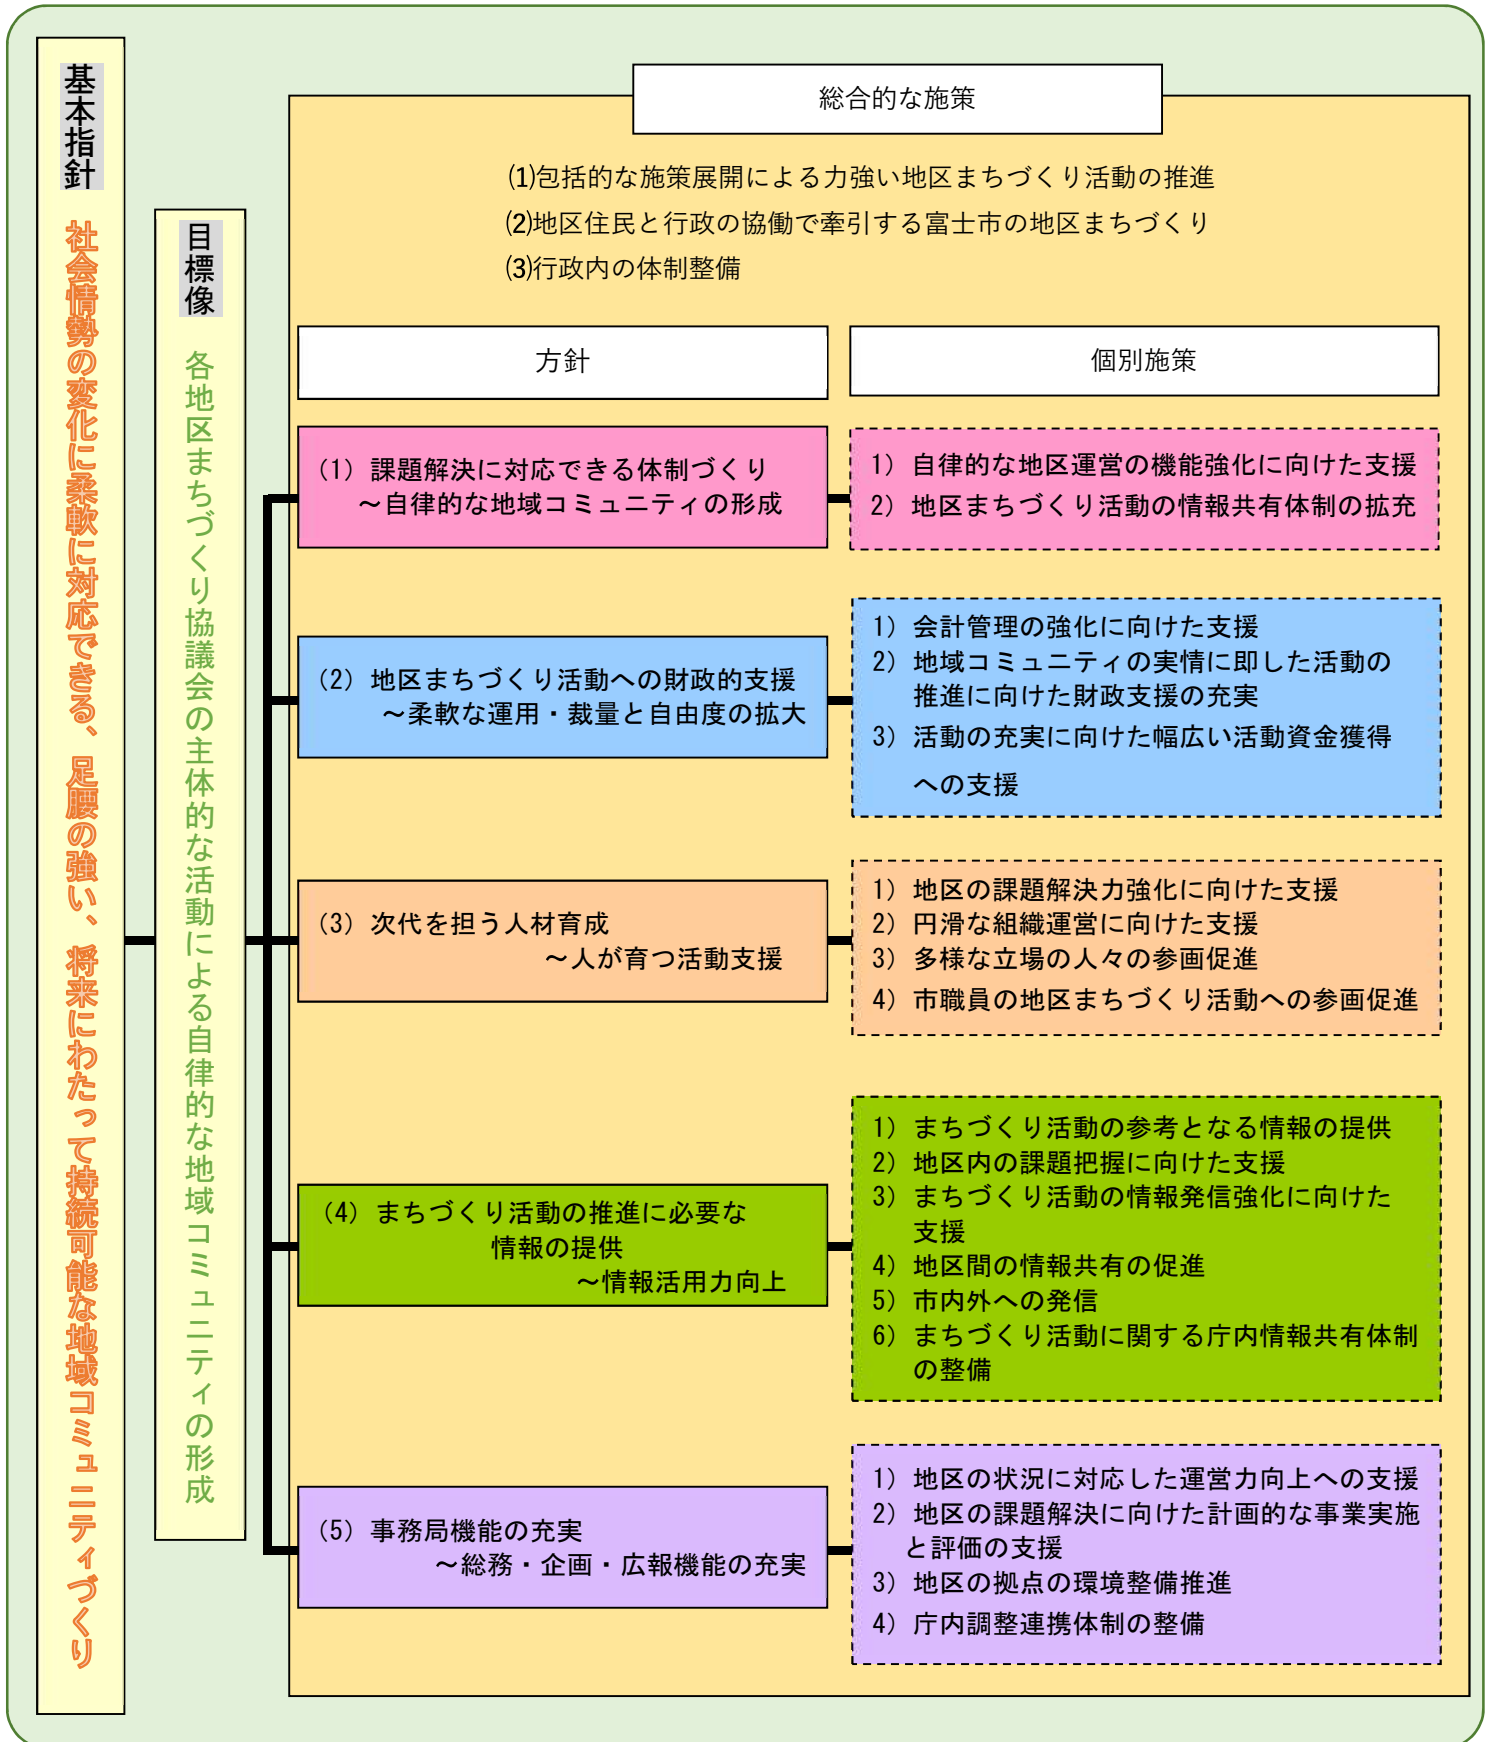 基本指針 社会情勢の変化に柔軟に対応できる、足腰の強い、将来にわたって持続可能な地域コミュニティづくり
目標像 各地区まちづくり協議会の主体的な活動による自律的な地域コミュニティの形成
総合的な施策
⑴包括的な施策展開による力強い地区まちづくり活動の推進
⑵地区住民と行政の協働で牽引する富士市の地区まちづくり
⑶行政内の体制整備
方針
個別施策
（1）課題解決に対応できる体制づくり
～自律的な地域コミュニティの形成
1）自律的な地区運営の機能強化に向けた支援
2）地区まちづくり活動の情報共有体制の拡充
（2）地区まちづくり活動への財政的支援
～柔軟な運用・裁量と自由度の拡大
1）会計管理の強化に向けた支援
2）地域コミュニティの実情に即した活動の
推進に向けた財政支援の充実
3）活動の充実に向けた幅広い活動資金獲得
への支援
（3）次代を担う人材育成
～人が育つ活動支援
1）地区の課題解決力強化に向けた支援
2）円滑な組織運営に向けた支援
3）多様な立場の人々の参画促進
4）市職員の地区まちづくり活動への参画促進
（4）まちづくり活動の推進に必要な
情報の提供
～情報活用力向上
1）まちづくり活動の参考となる情報の提供
2）地区内の課題把握に向けた支援
3）まちづくり活動の情報発信強化に向けた
支援
4）地区間の情報共有の促進
5）市内外への発信
6）まちづくり活動に関する庁内情報共有体制
の整備
（5）事務局機能の充実
～総務・企画・広報機能の充実
1）地区の状況に対応した運営力向上への支援
2）地区の課題解決に向けた計画的な事業実施
と評価の支援
3）地区の拠点の環境整備推進
4）庁内調整連携体制の整備